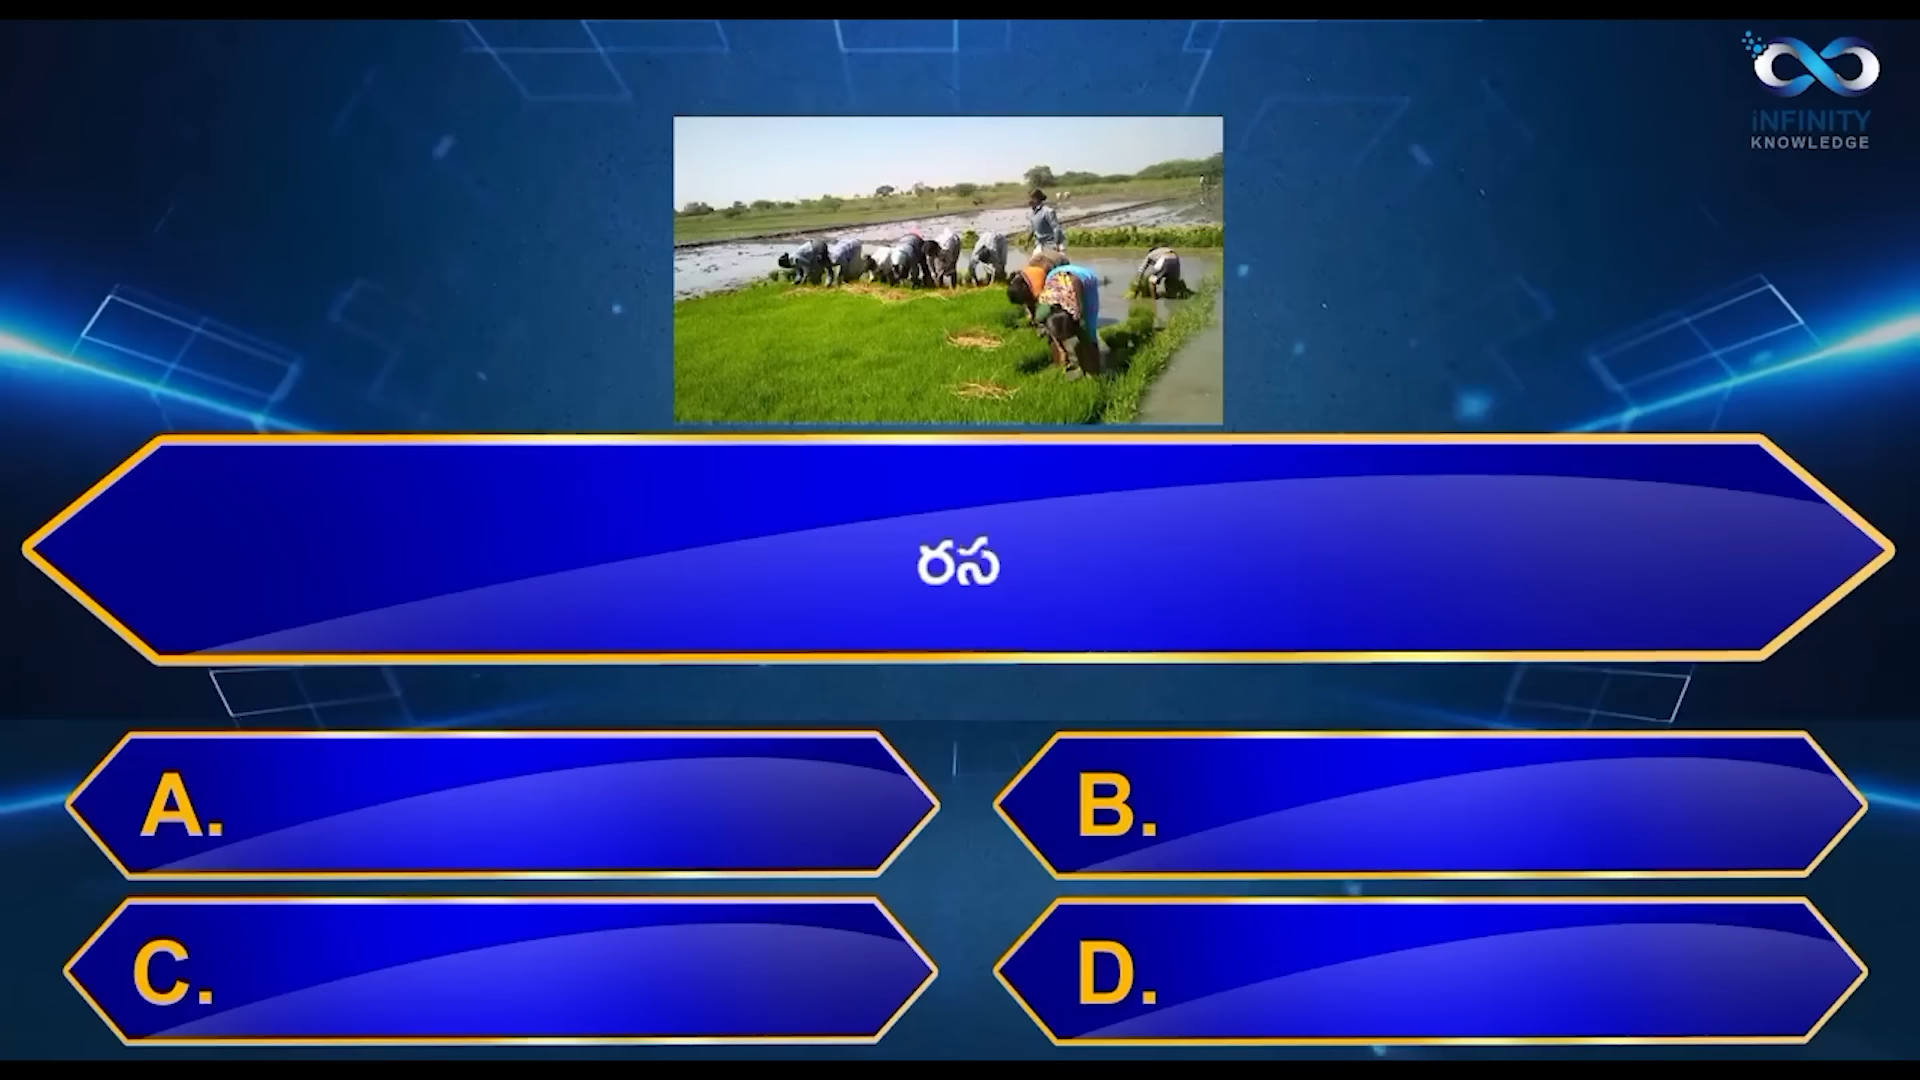 iNFINITY
KNOWLEDGE
రస
A.
B.
C.
D.